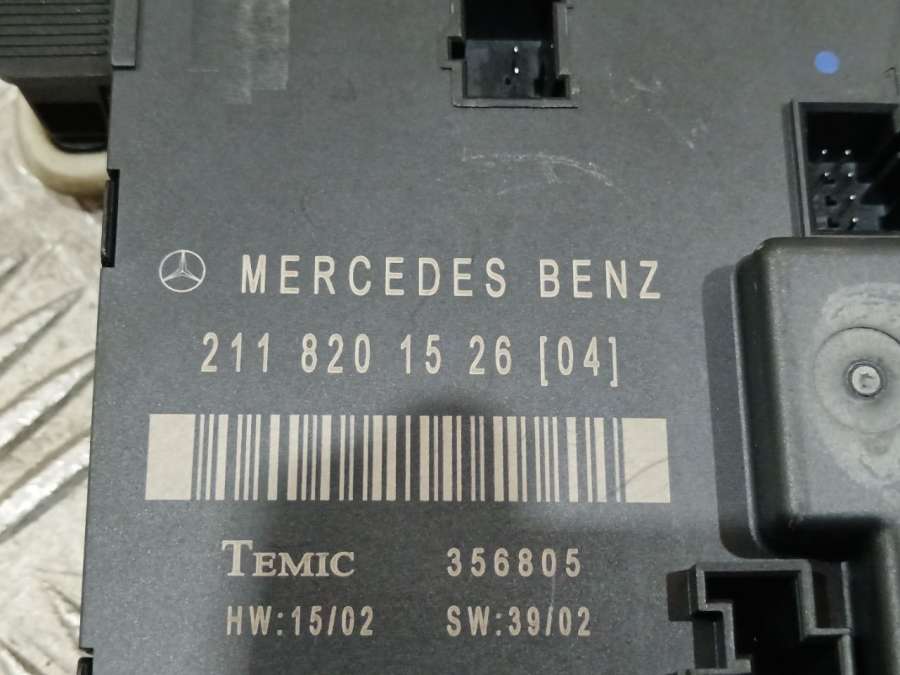 MERCEDES BENZ
211 820 15 26 [04]
TEMIC 356805
HW:15/02 SW:39/02